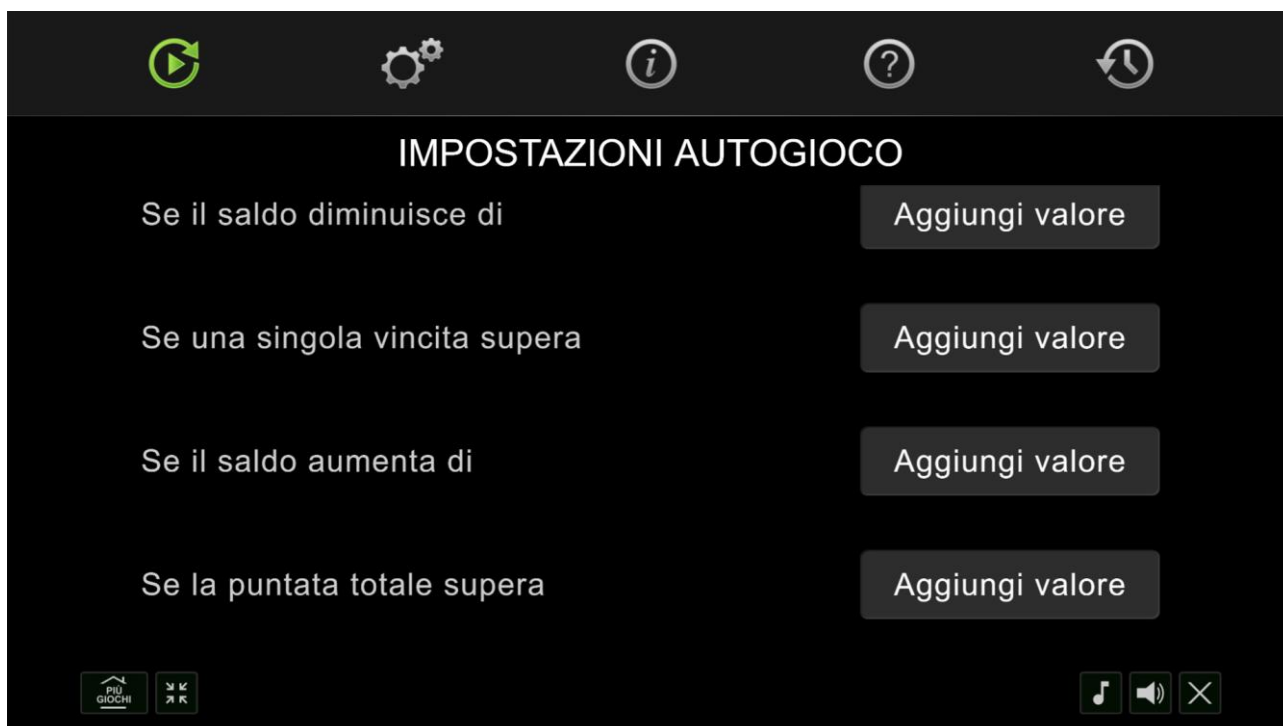 IMPOSTAZIONI AUTOGIOCO
Se il saldo diminuisce di Aggiungi valore
Se una singola vincita supera Aggiungi valore
Se il saldo aumenta di Aggiungi valore
Se la puntata totale supera Aggiungi valore
PIÙ
GIOCHI